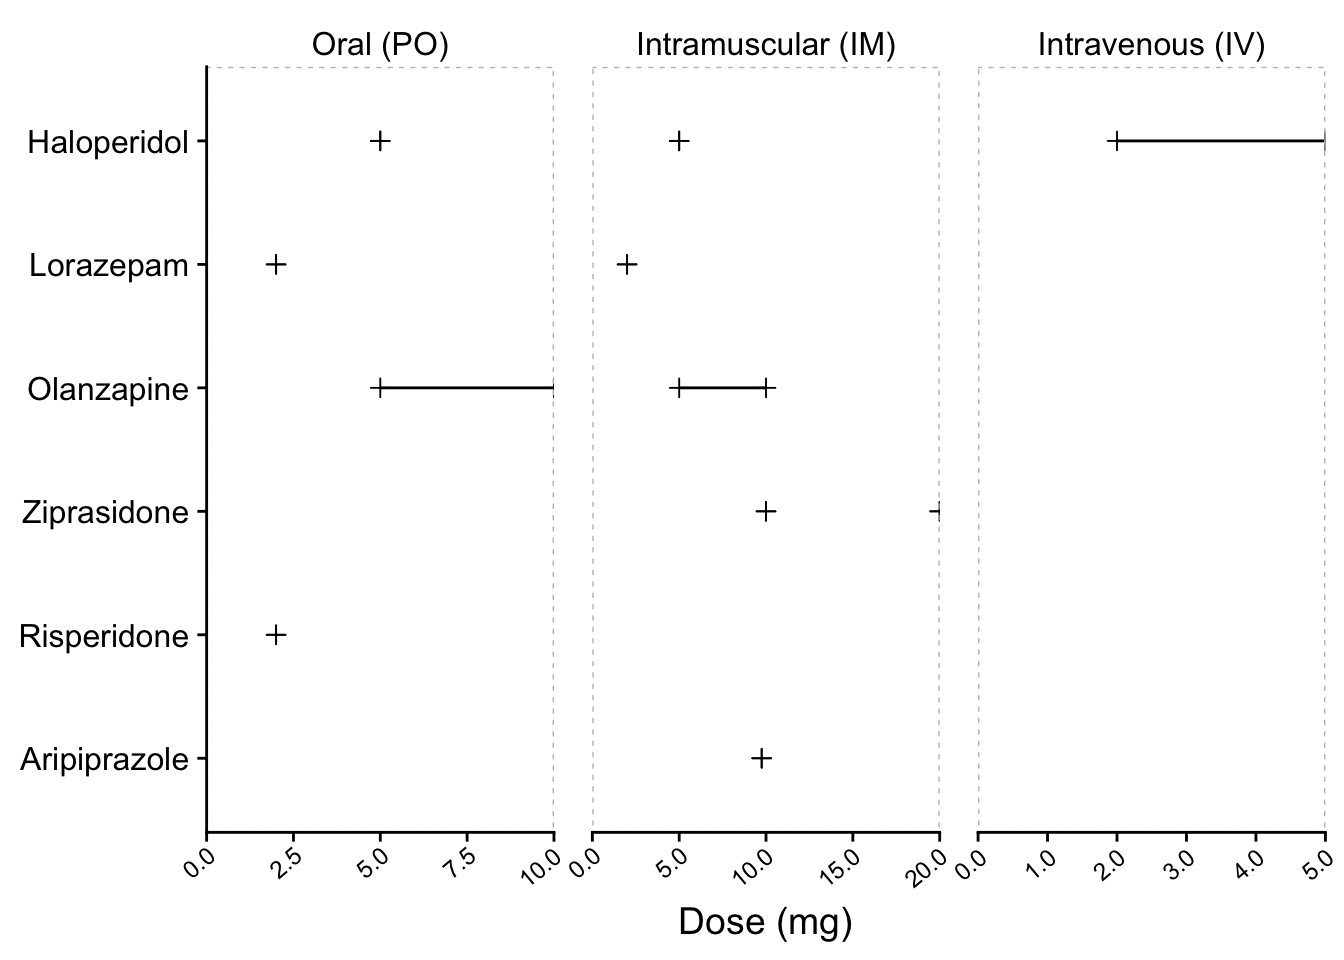 Oral (PO) Intramuscular (IM) Intravenous (IV)
Haloperidol
Lorazepam
Olanzapine
Ziprasidone
Risperidone
Aripiprazole
0.0 2.5 5.0 7.5 10.0 0.0 5.0 10.0 15.0 20.0 0.0 1.0 2.0 3.0 4.0 5.0
Dose (mg)